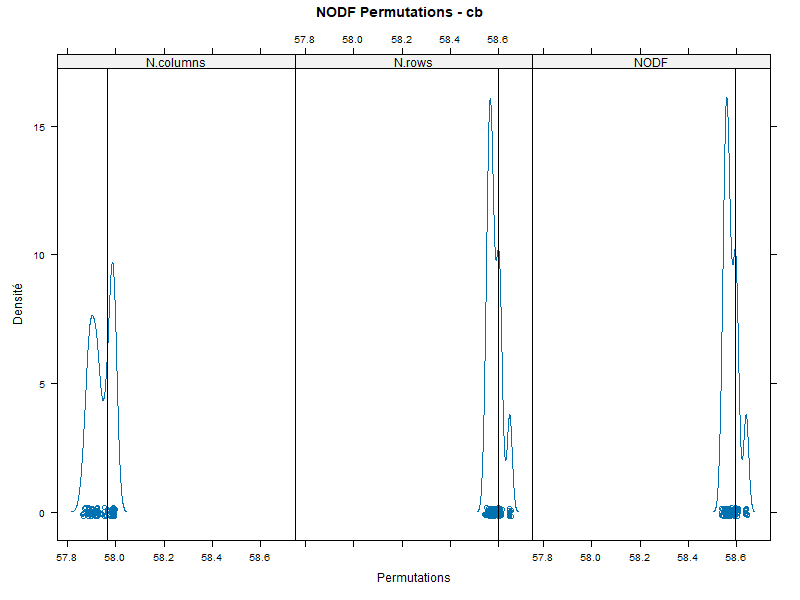 NODF Permutations - cb
57.8 58.0 58.2 58.4 58.6
N.columns N.rows NODF
15
10
5
0
Densité
57.8 58.0 58.2 58.4 58.6 57.8 58.0 58.2 58.4 58.6
Permutations